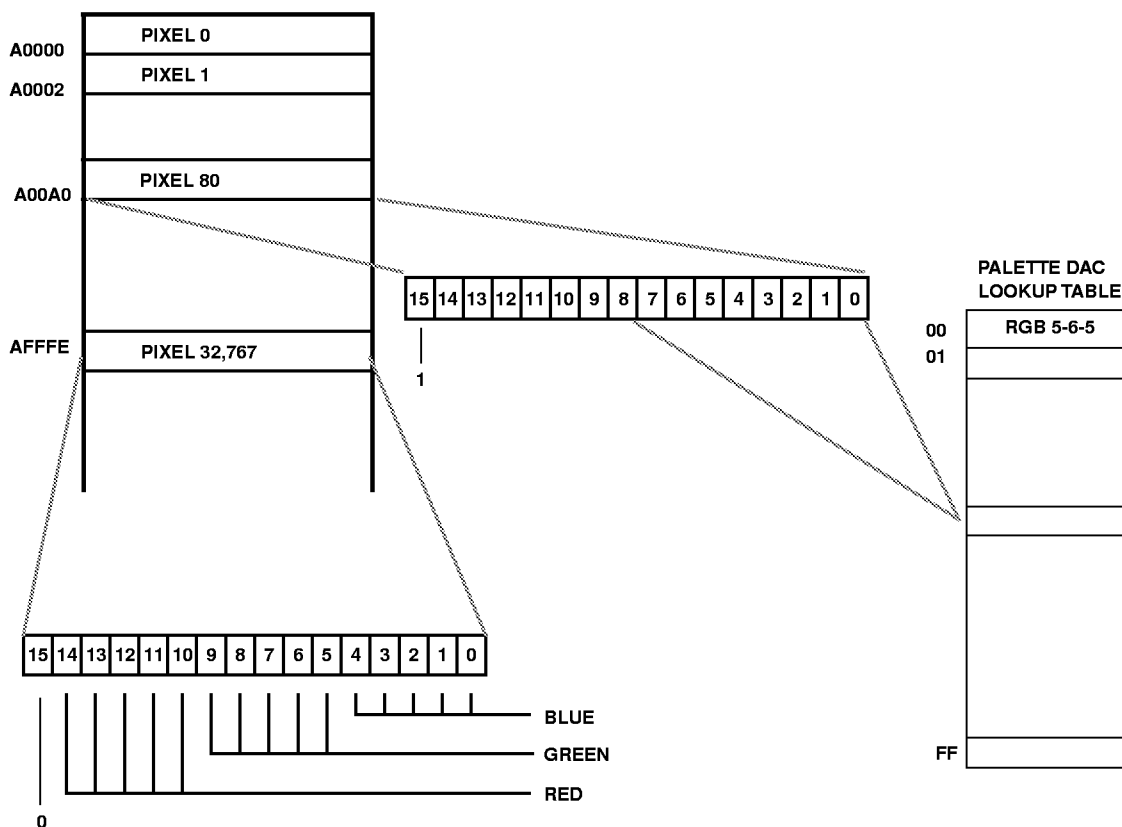 PIXEL 0
A0000
PIXEL 1
A0002
PIXEL 80
A00A0
15 14 13 12 11 10 9 8 7 6 5 4 3 2 1 0
1
PALETTE DAC
LOOKUP TABLE
00
RGB 5-6-5
01
AFFFE
PIXEL 32,767
15 14 13 12 11 10 9 8 7 6 5 4 3 2 1 0
BLUE
GREEN
RED
0
FF